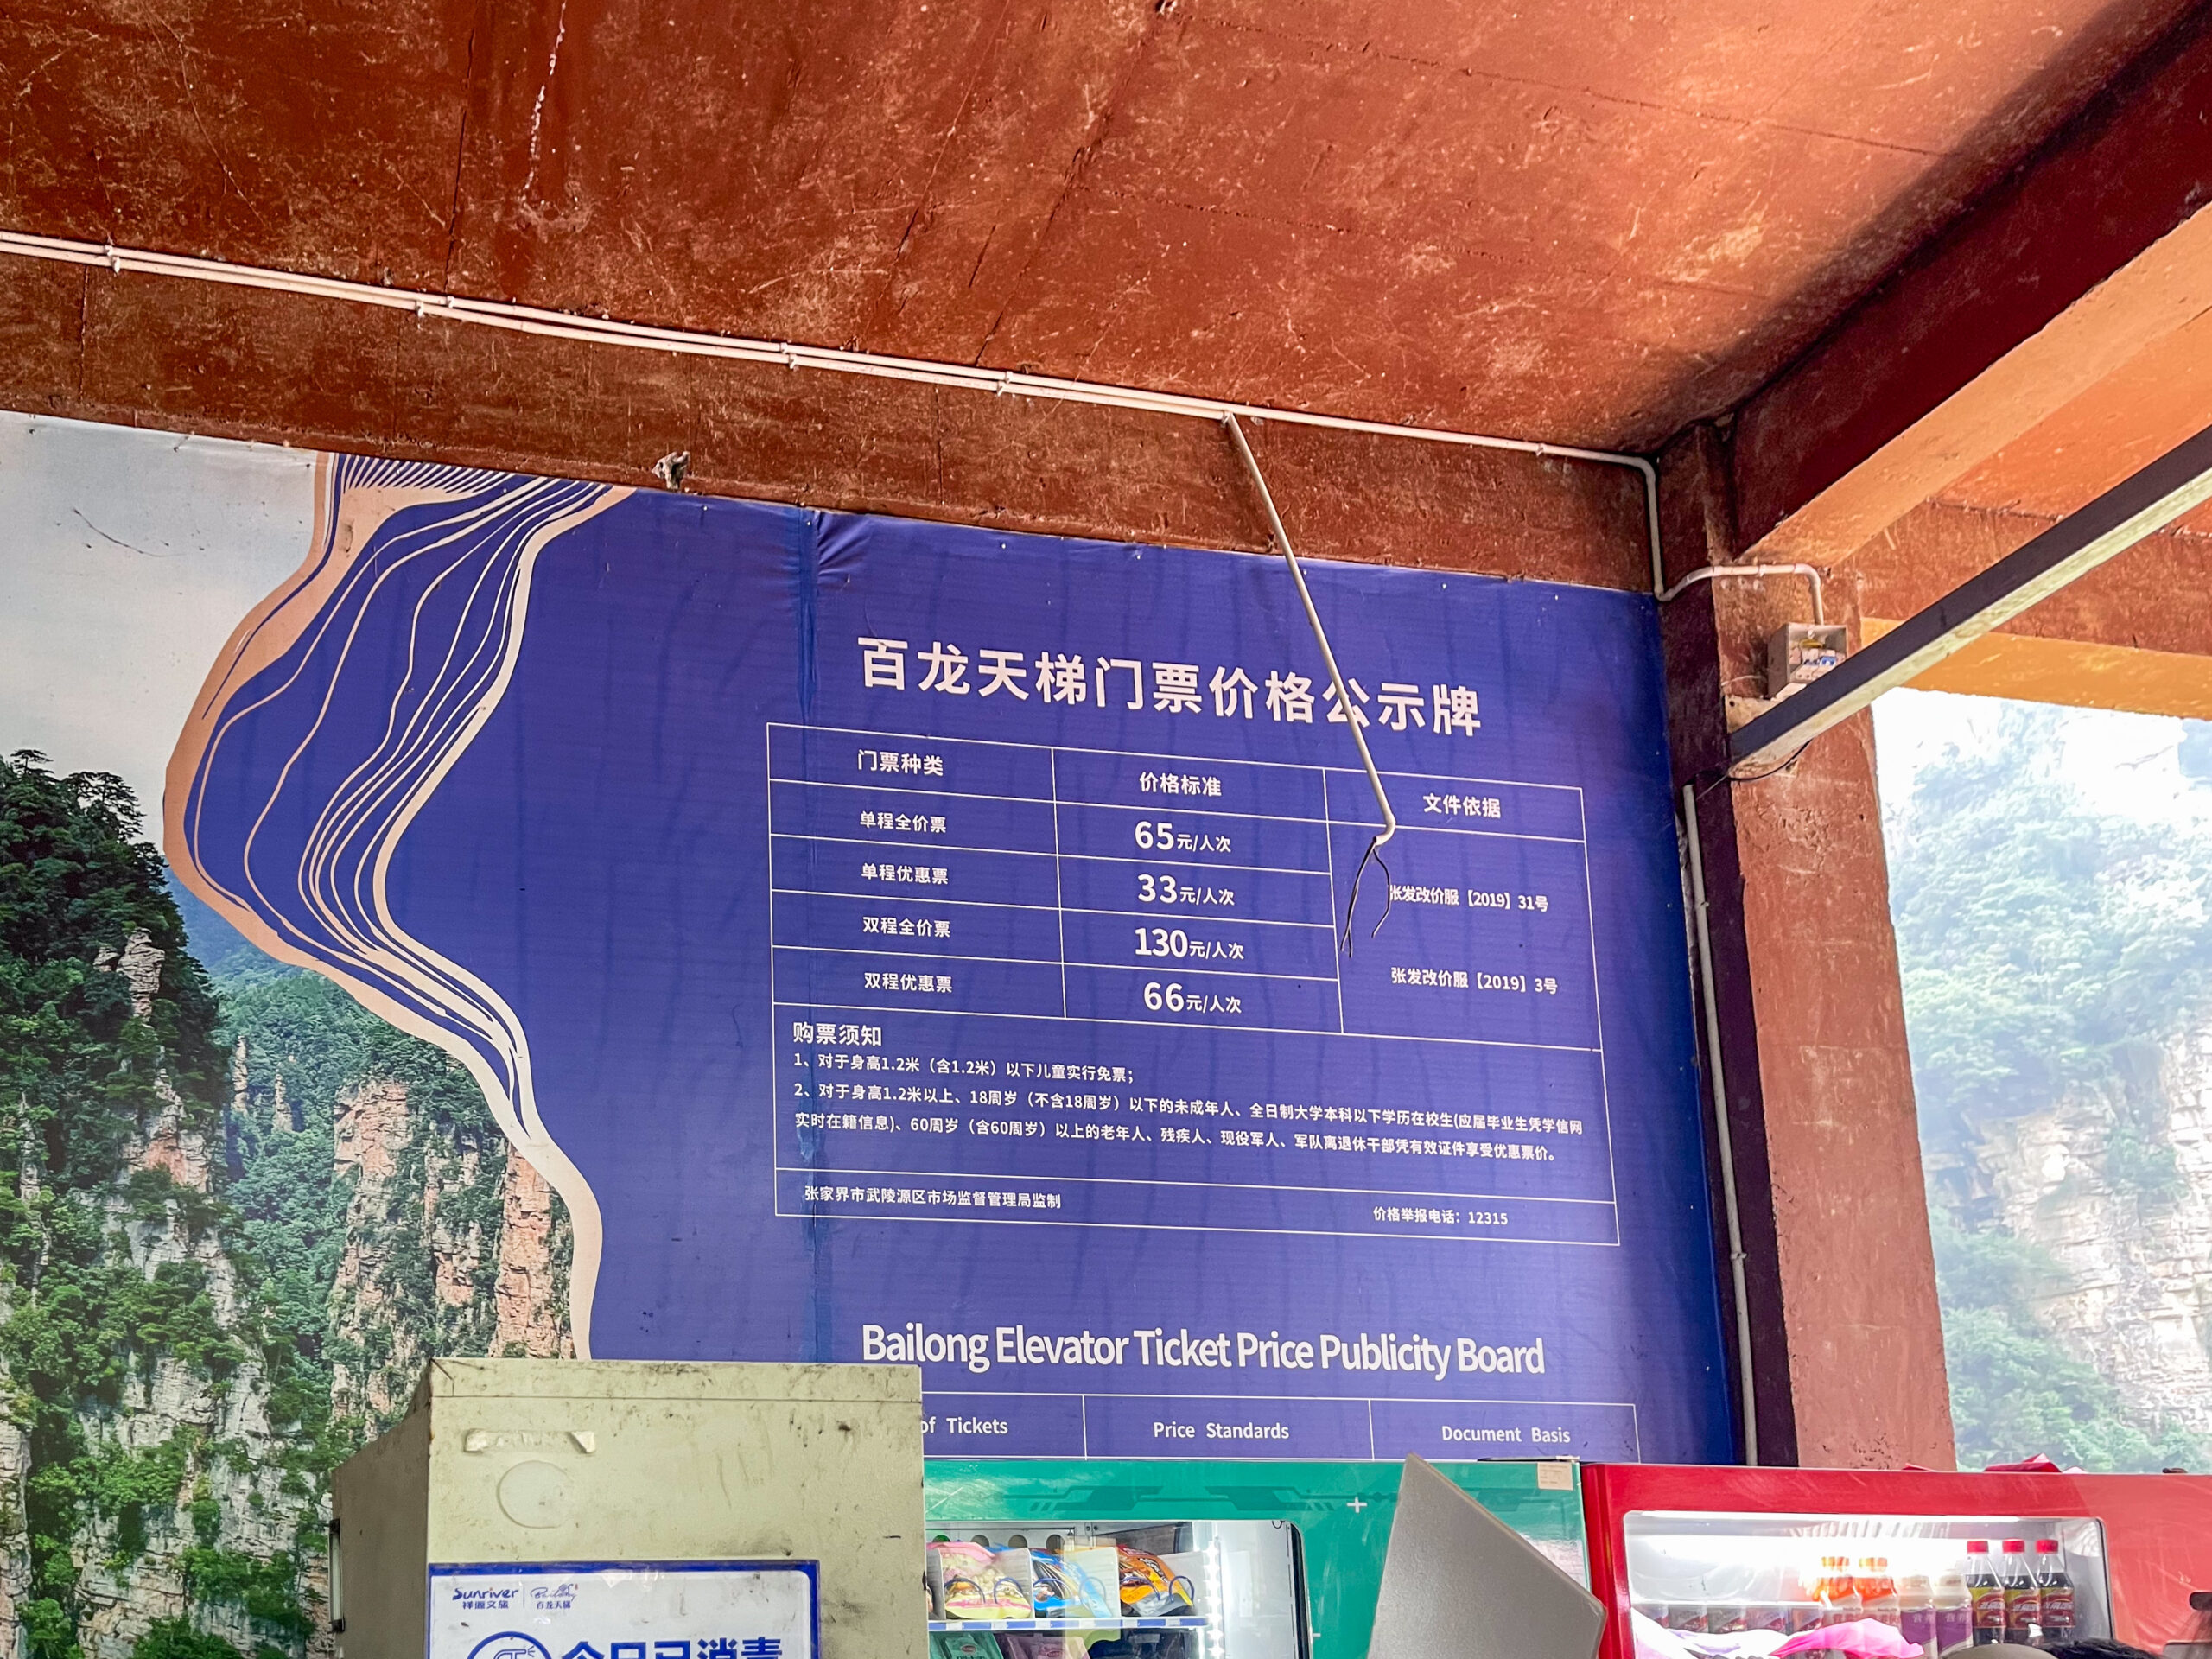 百龙天梯门票价格公示牌
门票种类 价格标准 文件依据
单程全价票 65元/人次
单程优惠票 33元/人次
张发改价服【2019】31号
双程全价票 130元/人次
双程优惠票 66元/人次
张发改价服【2019】3号
购票须知
1、对于身高1.2米（含1.2米）以下儿童实行免票；
2、对于身高1.2米以上、18周岁（不含18周岁）以下的未成年人、全日制大学本科以下学历在校生(应届毕业生凭学信网
实时在籍信息)、60周岁（含60周岁）以上的老年人、残疾人、现役军人、军队离退休干部凭有效证件享受优惠票价。
张家界市武陵源区市场监督管理局监制 价格举报电话：12315
Bailong Elevator Ticket Price Publicity Board
of Tickets Price Standards Document Basis
Sunriver
祥源文旅 百龙天梯
今日已消毒